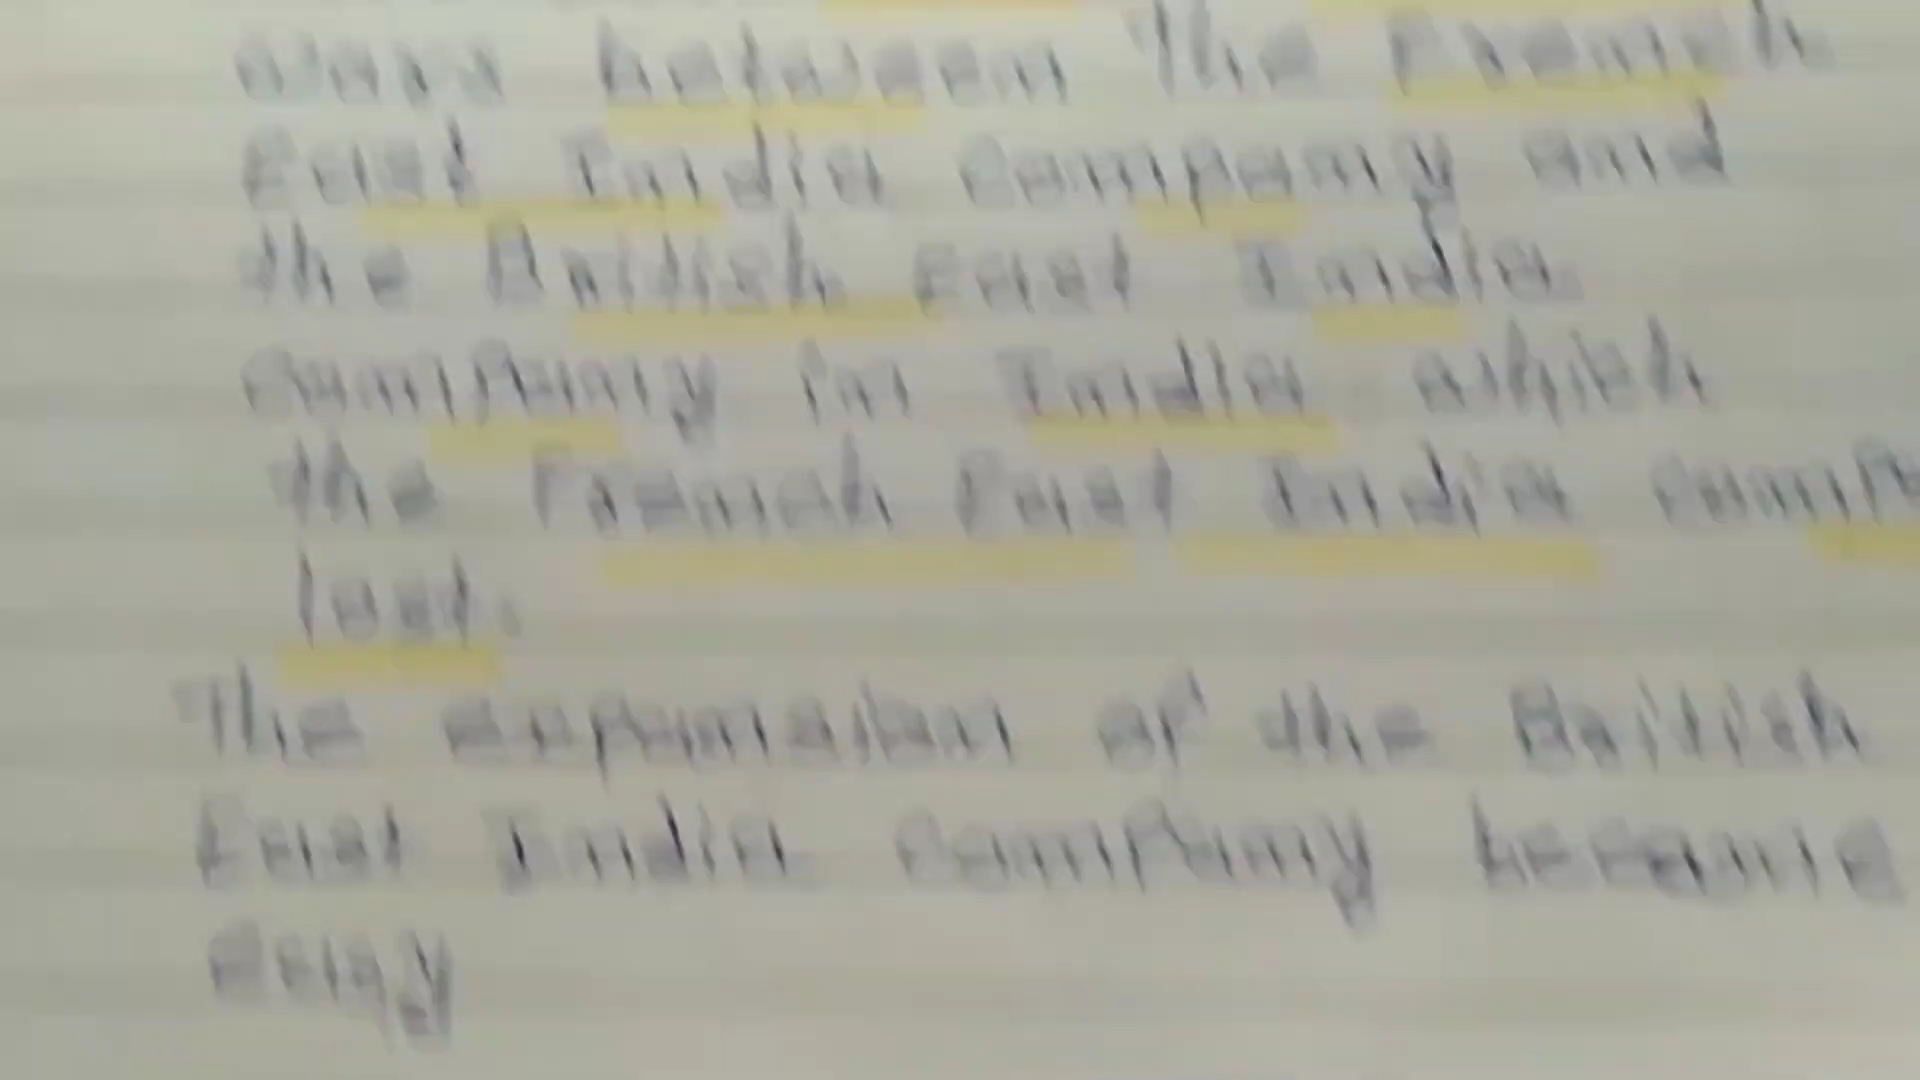 wars between the French
East India Company and
the British East India
Company in India which
the French East India Comp
lost.
The expansion of the British
East India Company became
easy